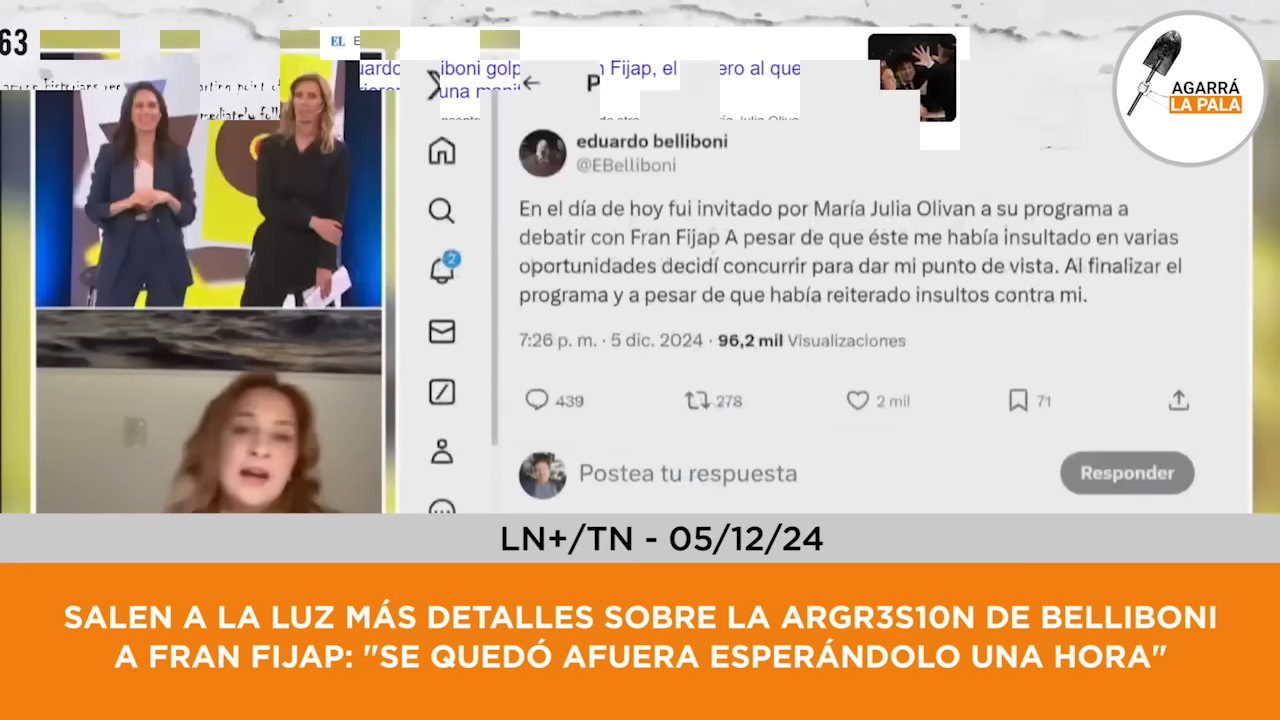 63
EL
AGARRÁ
LA PALA
eduardo belliboni
@EBelliboni
En el día de hoy fui invitado por María Julia Olivan a su programa a
debatir con Fran Fijap A pesar de que éste me había insultado en varias
oportunidades decidí concurrir para dar mi punto de vista. Al finalizar el
programa y a pesar de que había reiterado insultos contra mi.
7:26 p. m. · 5 dic. 2024 · 96,2 mil Visualizaciones
439 278 2 mil 71
2
Postea tu respuesta
Responder
LN+/TN - 05/12/24
SALEN A LA LUZ MÁS DETALLES SOBRE LA ARGR3S10N DE BELLIBONI
A FRAN FIJAP: "SE QUEDÓ AFUERA ESPERÁNDOLO UNA HORA"